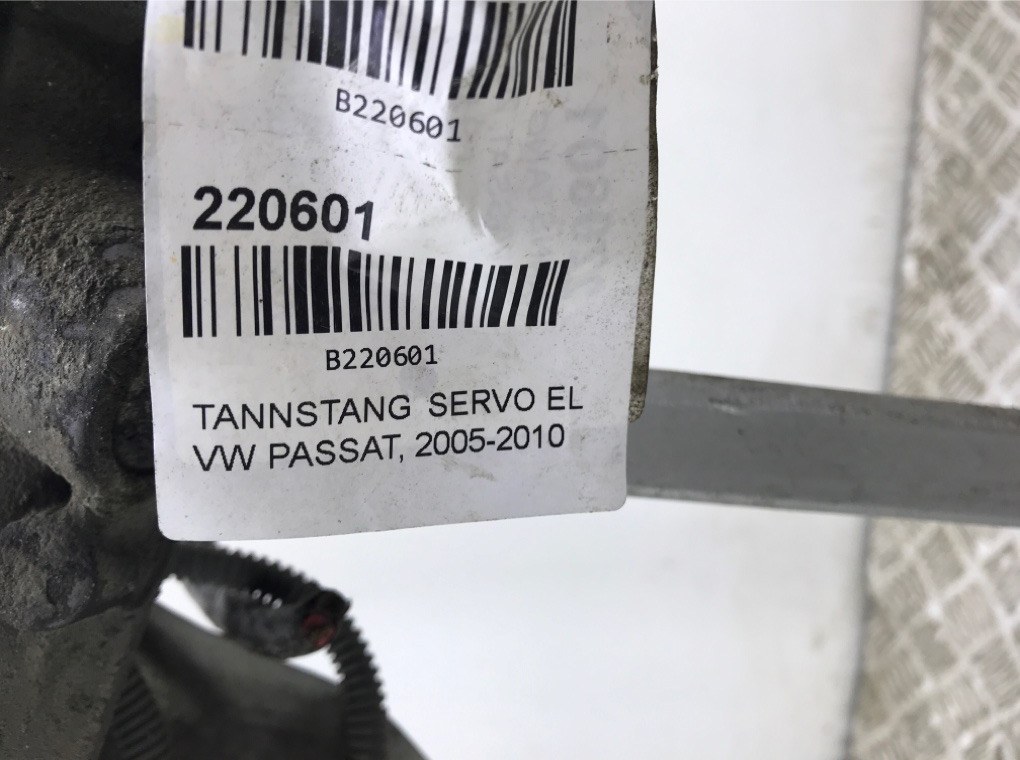 B220601
220601
B220601
TANNSTANG SERVO EL
VW PASSAT, 2005-2010